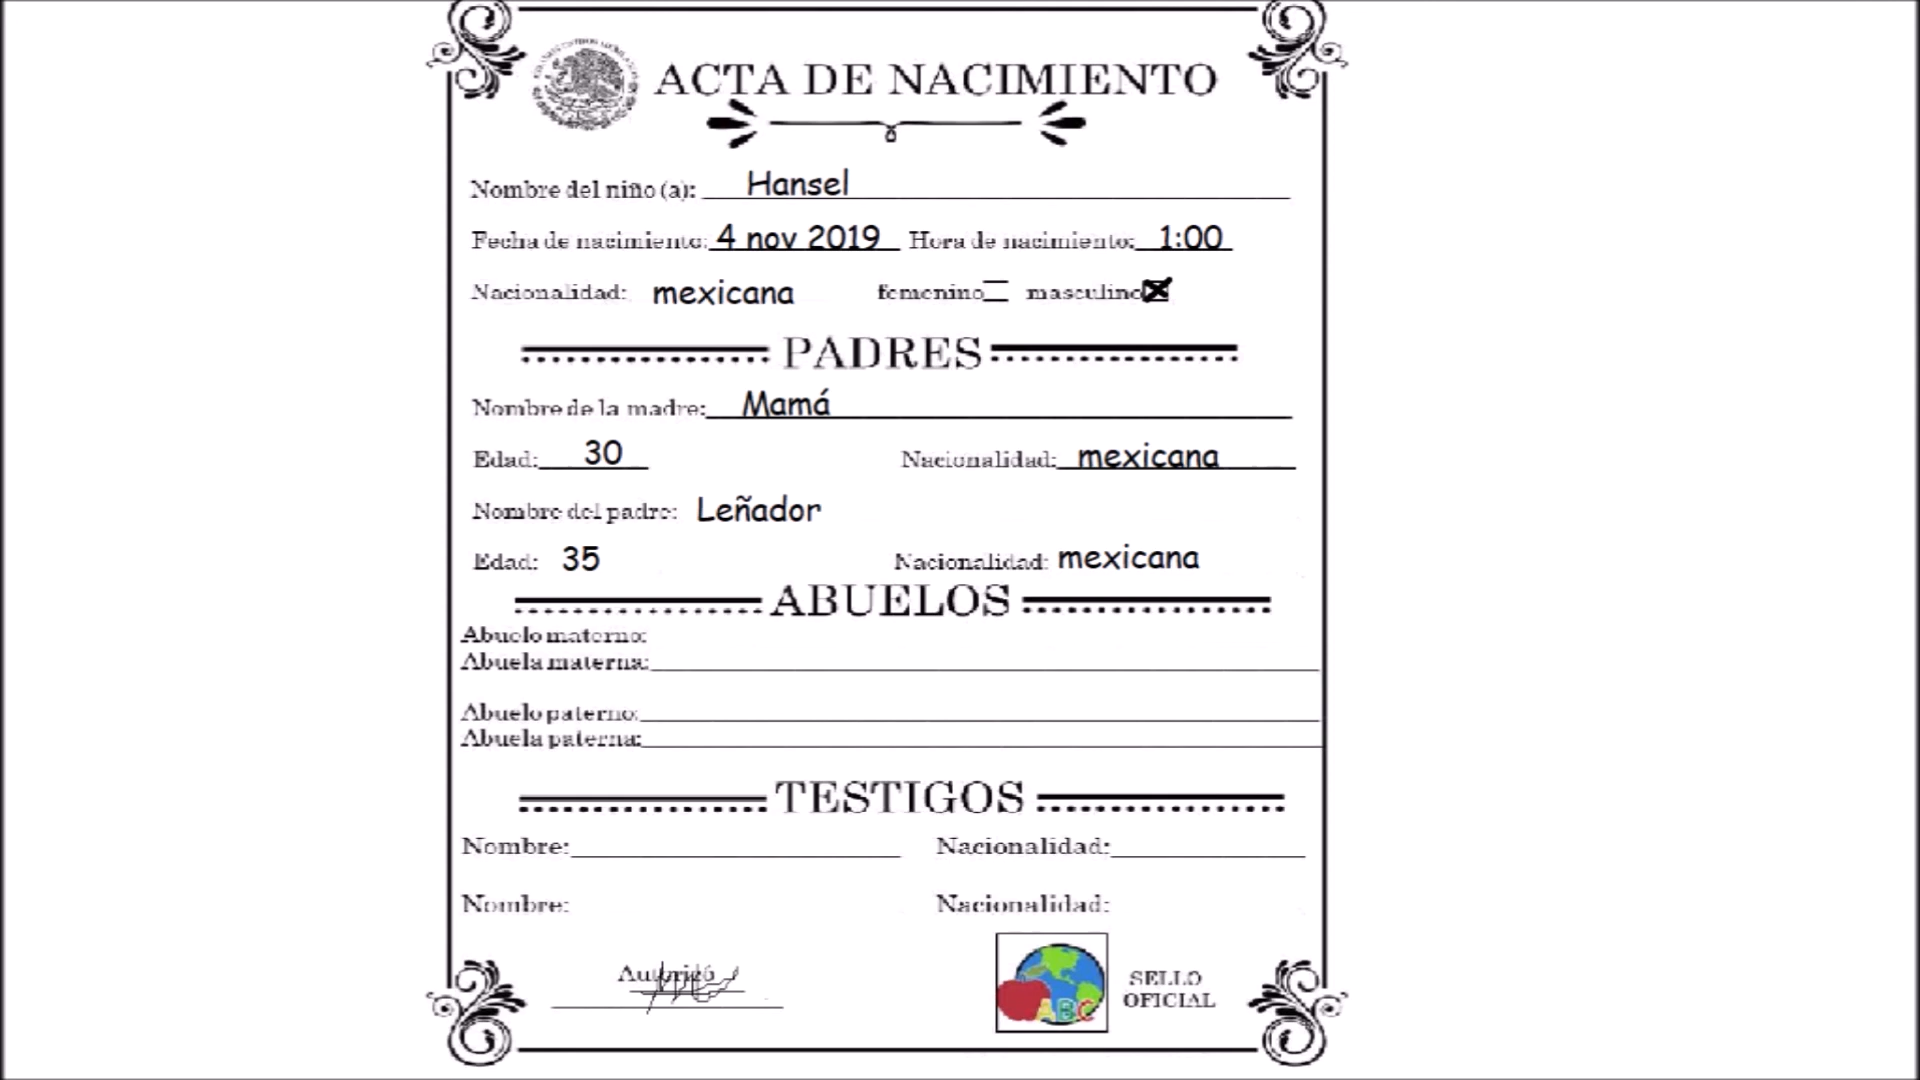 ACTA DE NACIMIENTO
Nombre del niño (a): Hansel
Fecha de nacimiento: 4 nov 2019 Hora de nacimiento: 1:00
Nacionalidad: mexicana femenino masculino
PADRES
Nombre de la madre: Mamá
Edad: 30 Nacionalidad: mexicana
Nombre del padre: Leñador
Edad: 35 Nacionalidad: mexicana
ABUELOS
Abuelo materno:
Abuela materna:
Abuelo paterno:
Abuela paterna:
TESTIGOS
Nombre: Nacionalidad:
Nombre: Nacionalidad:
Autorizó
ABC
SELLO
OFICIAL